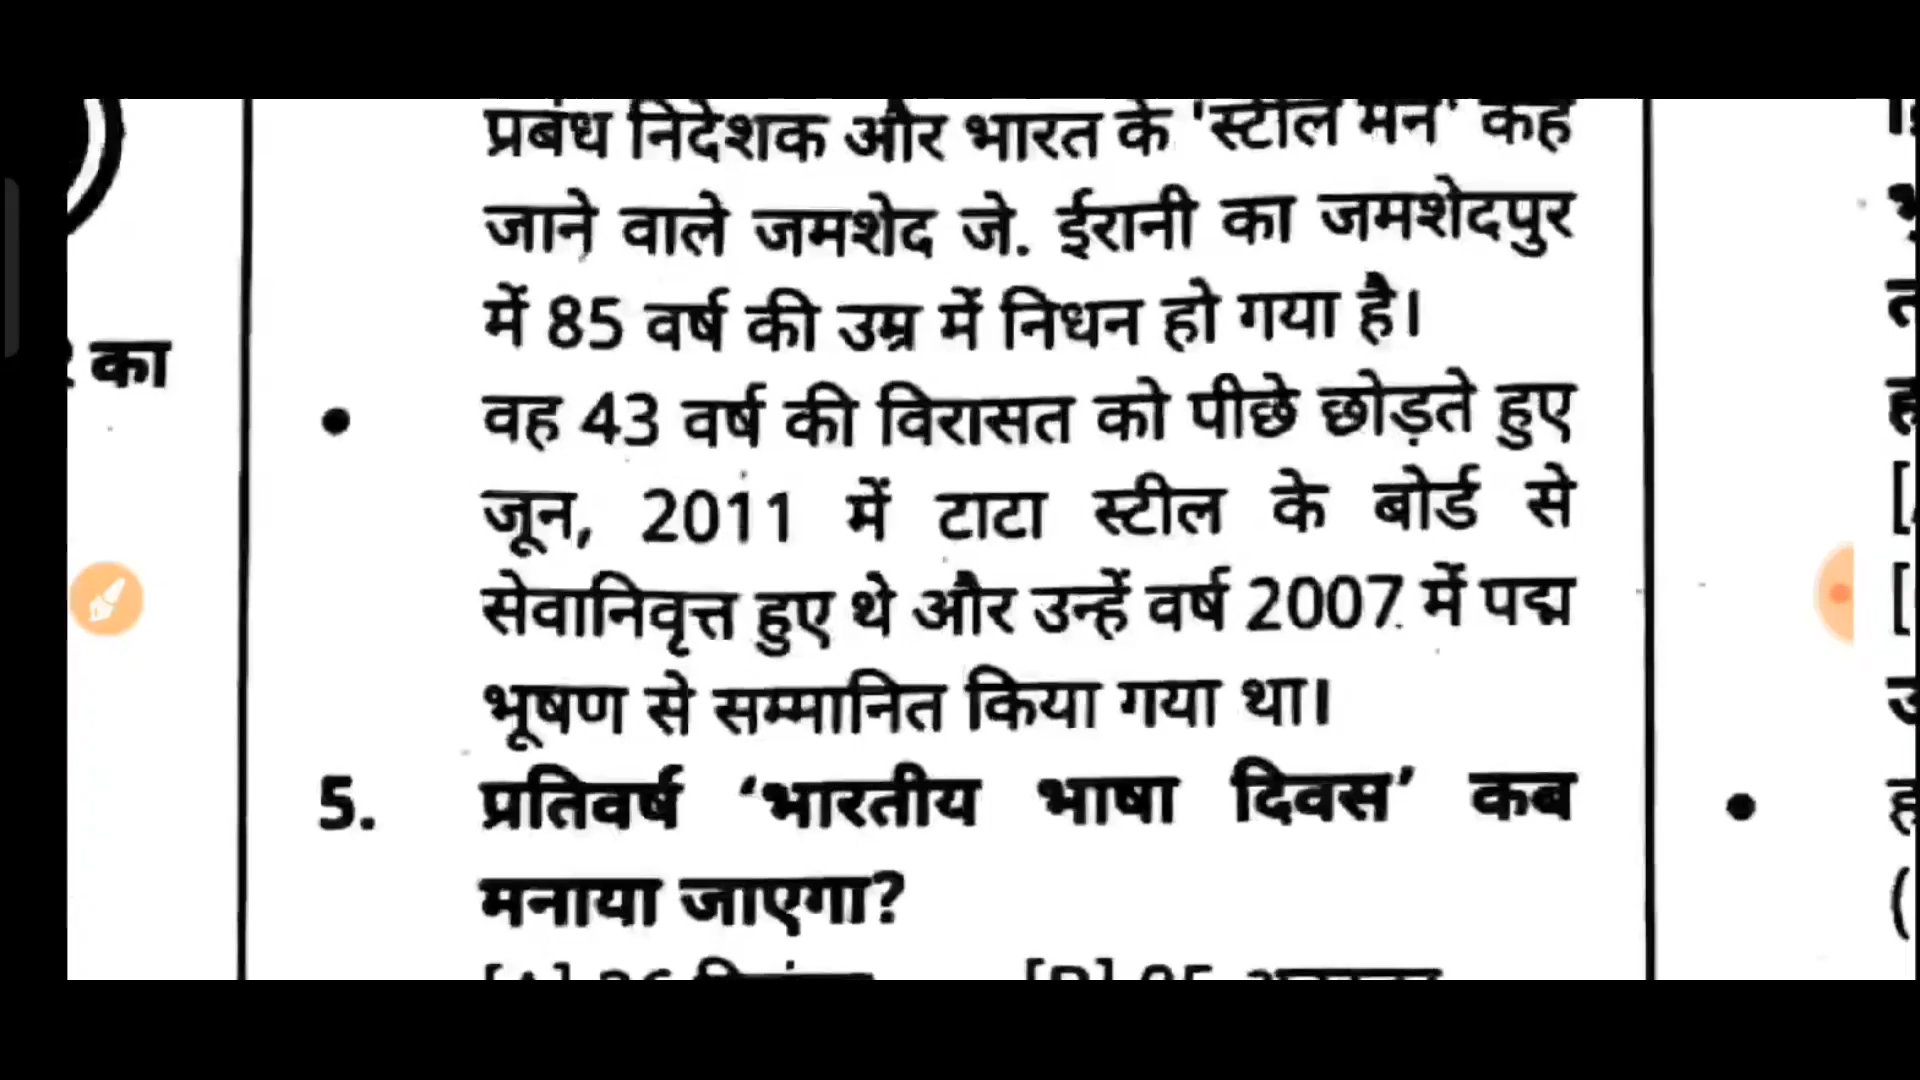 प्रबंध निदेशक और भारत के 'स्टील मैन' कहे
जाने वाले जमशेद जे. ईरानी का जमशेदपुर
में 85 वर्ष की उम्र में निधन हो गया है।
का
• वह 43 वर्ष की विरासत को पीछे छोड़ते हुए
जून, 2011 में टाटा स्टील के बोर्ड से
सेवानिवृत्त हुए थे और उन्हें वर्ष 2007 में पद्म
भूषण से सम्मानित किया गया था।
5. प्रतिवर्ष ‘भारतीय भाषा दिवस’ कब
मनाया जाएगा?